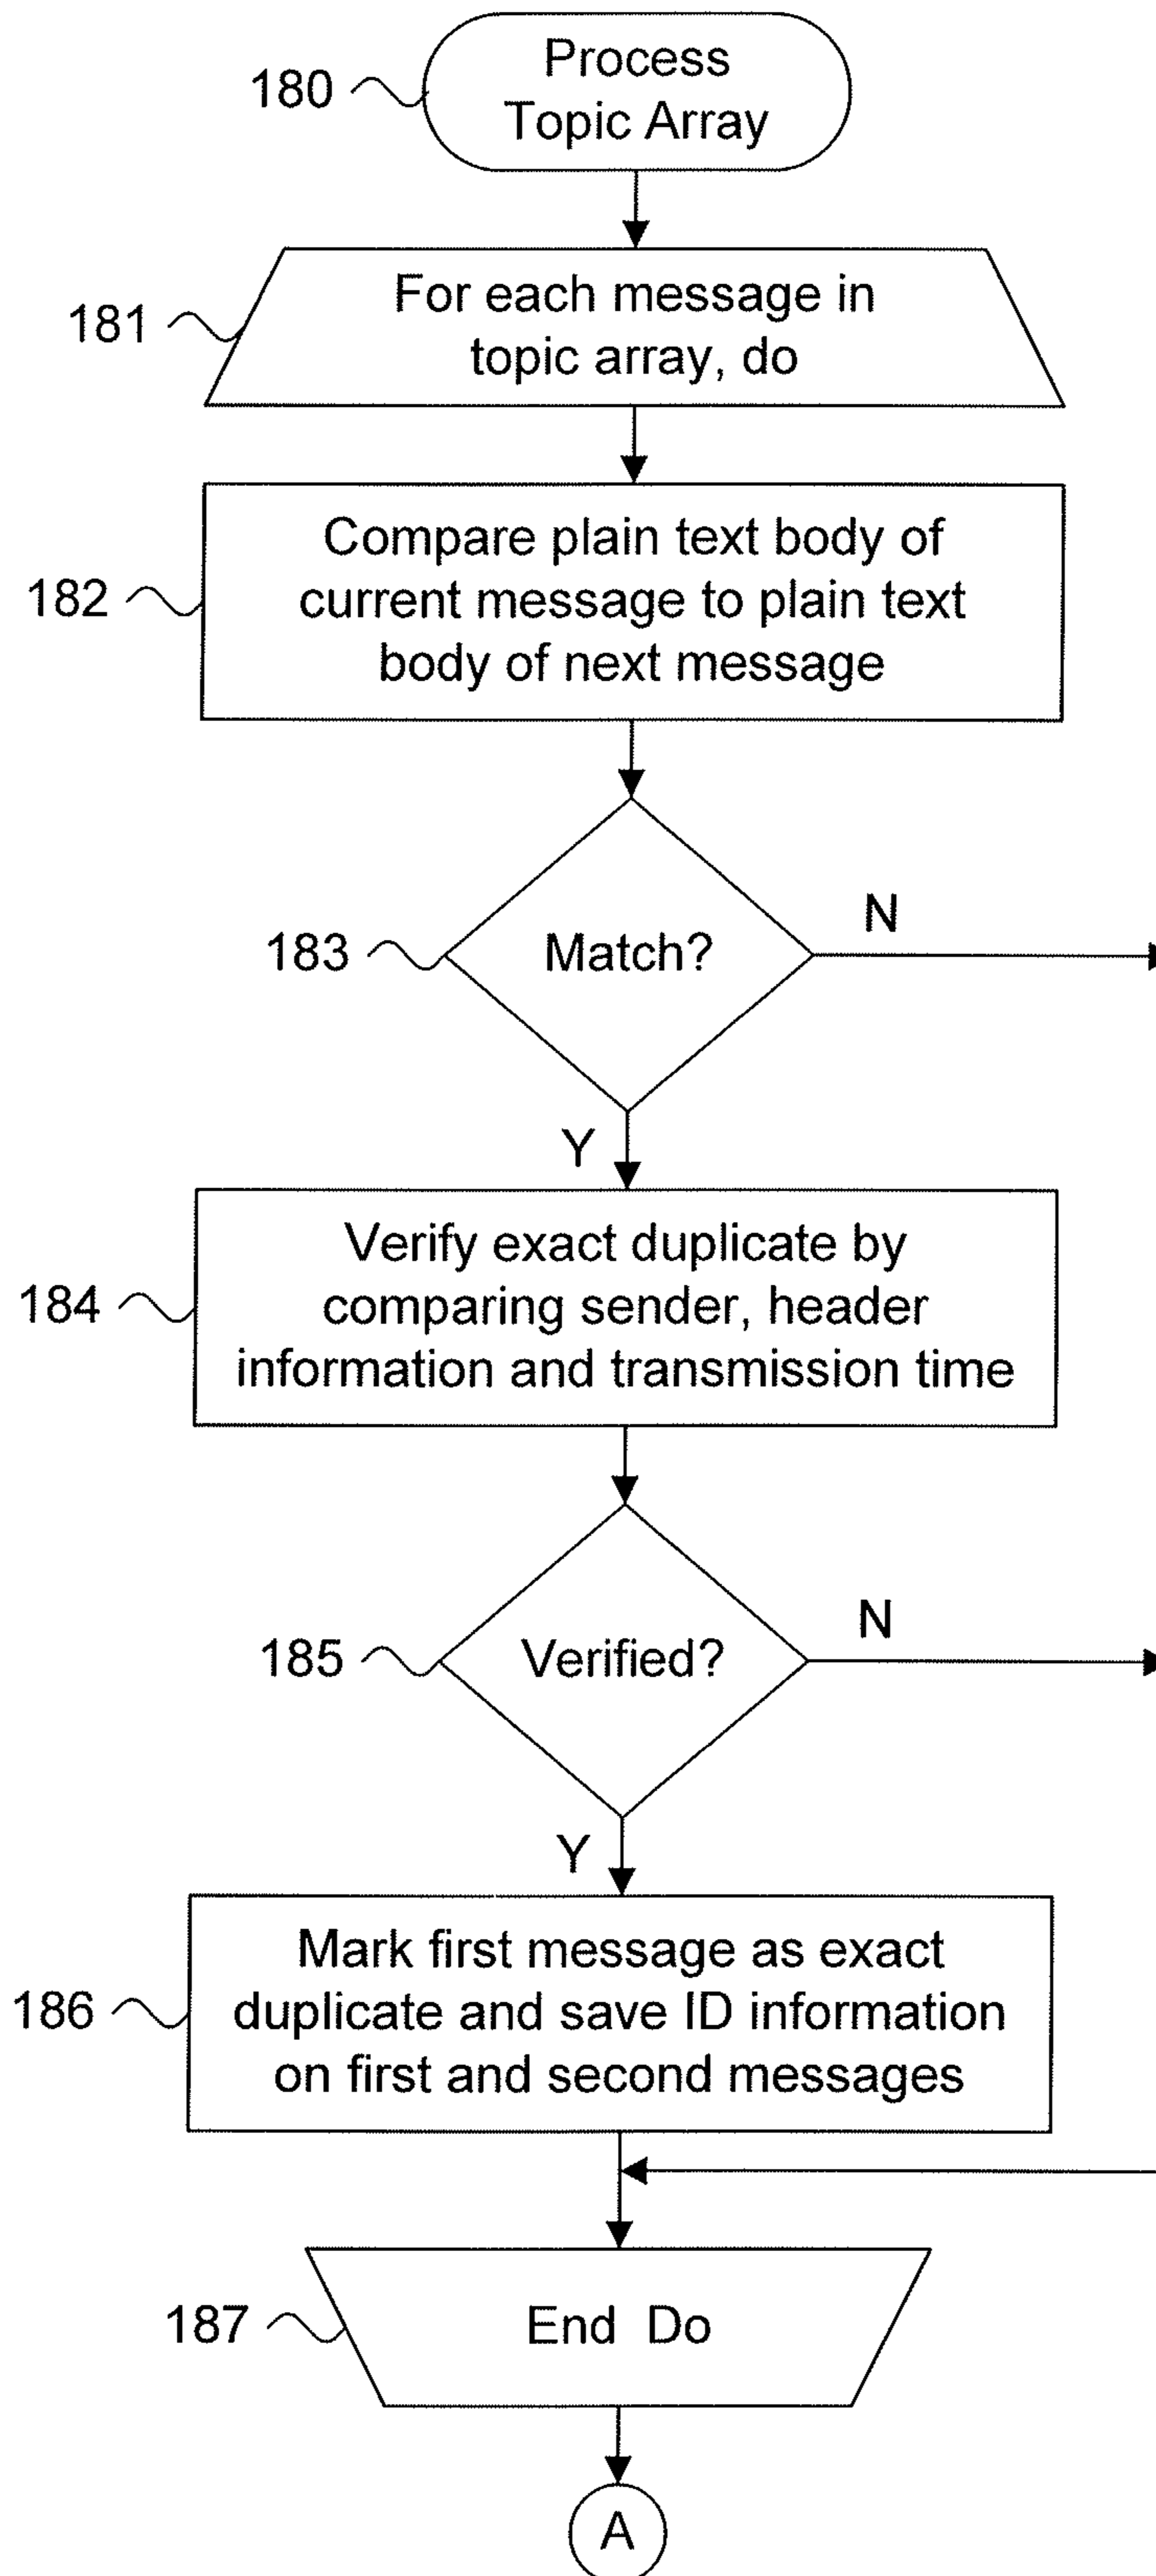 180
Process
Topic Array
181
For each message in
topic array, do
182
Compare plain text body of
current message to plain text
body of next message
183
Match?
N
Y
184
Verify exact duplicate by
comparing sender, header
information and transmission time
185
Verified?
N
Y
186
Mark first message as exact
duplicate and save ID information
on first and second messages
187
End Do
A